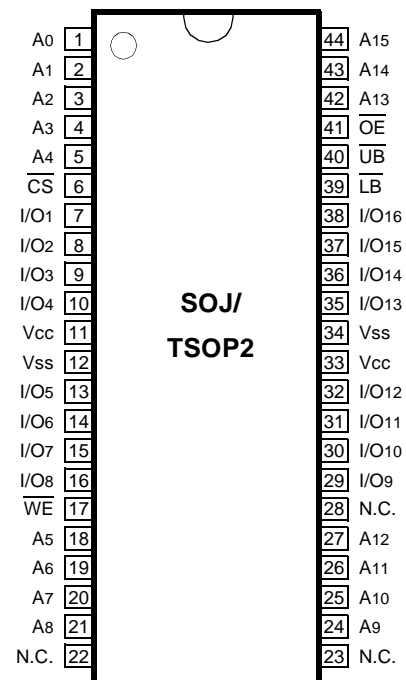 A0 1 44 A15
A1 2 43 A14
A2 3 42 A13
A3 4 41 OE
A4 5 40 UB
CS 6 39 LB
I/O1 7 38 I/O16
I/O2 8 37 I/O15
I/O3 9 36 I/O14
I/O4 10 35 I/O13
Vcc 11 34 Vss
Vss 12 33 Vcc
I/O5 13 32 I/O12
I/O6 14 31 I/O11
I/O7 15 30 I/O10
I/O8 16 29 I/O9
WE 17 28 N.C.
A5 18 27 A12
A6 19 26 A11
A7 20 25 A10
A8 21 24 A9
N.C. 22 23 N.C.
SOJ/
TSOP2